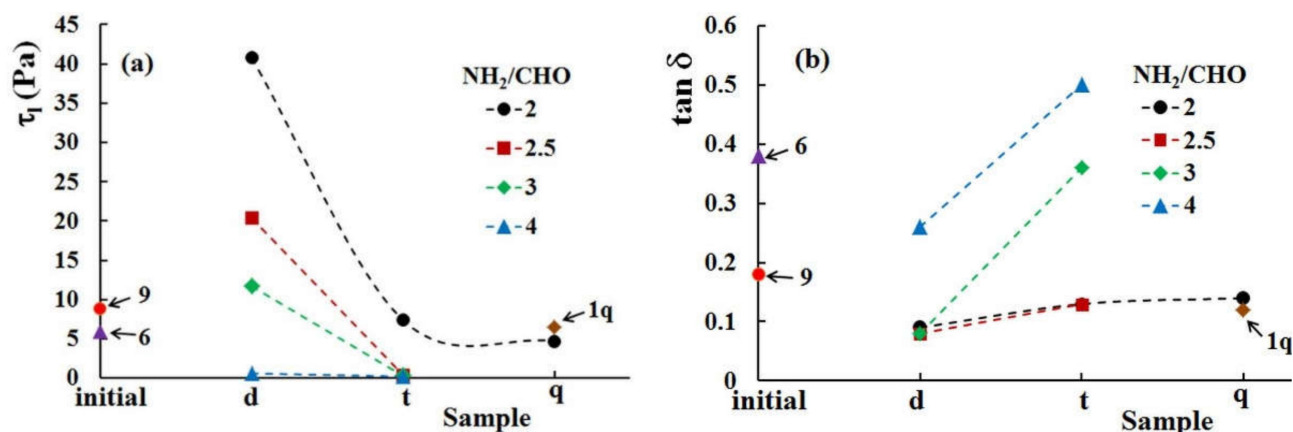 45
40
35
30
25
20
15
10
5
0
τ₁ (Pa)
(a)
NH₂/CHO
2
2.5
3
4
9
6
1q
initial
d
t
q
Sample
0.6
0.5
0.4
0.3
0.2
0.1
0
tan δ
(b)
NH₂/CHO
2
2.5
3
4
6
9
1q
initial
d
t
q
Sample